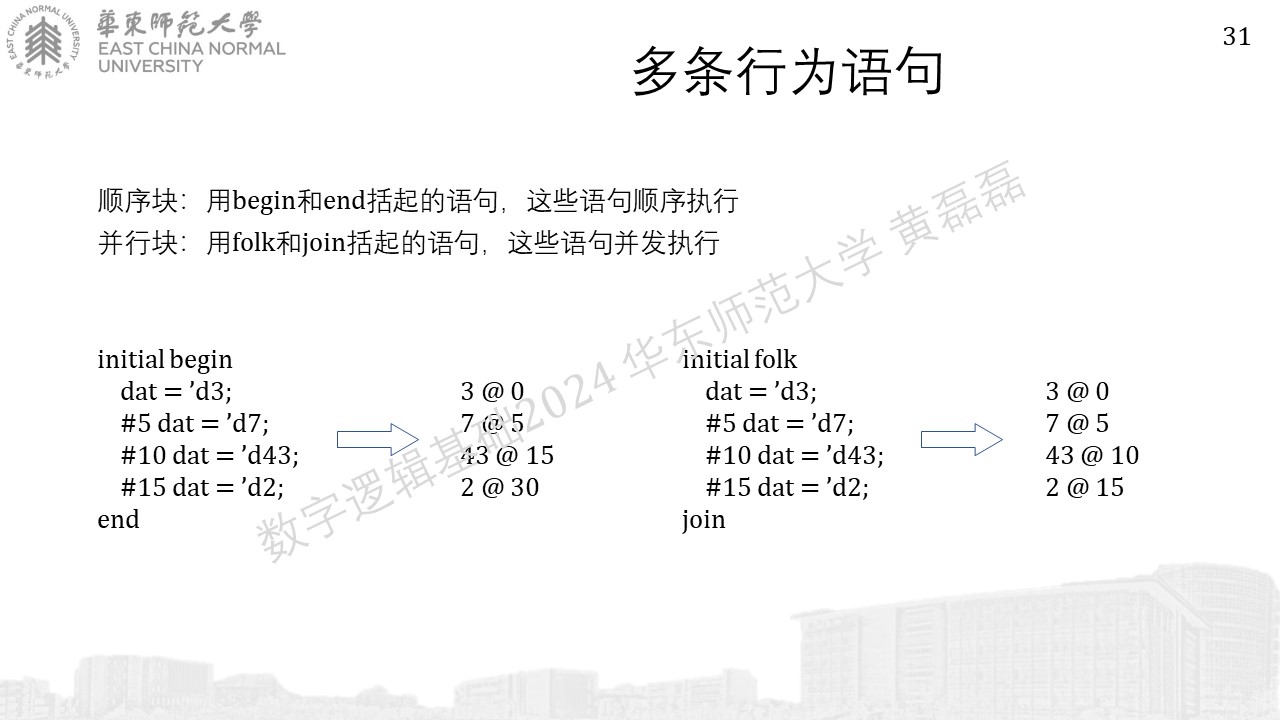 EAST CHINA NORMAL UNIVERSITY
華東師範大學
華東師範大學
EAST CHINA NORMAL
UNIVERSITY
31
多条行为语句
顺序块：用begin和end括起的语句，这些语句顺序执行
并行块：用folk和join括起的语句，这些语句并发执行
initial begin
dat = ’d3;
#5 dat = ’d7;
#10 dat = ’d43;
#15 dat = ’d2;
end
3 @ 0
7 @ 5
43 @ 15
2 @ 30
initial folk
dat = ’d3;
#5 dat = ’d7;
#10 dat = ’d43;
#15 dat = ’d2;
join
3 @ 0
7 @ 5
43 @ 10
2 @ 15
数字逻辑基础2024 华东师范大学 黄磊磊